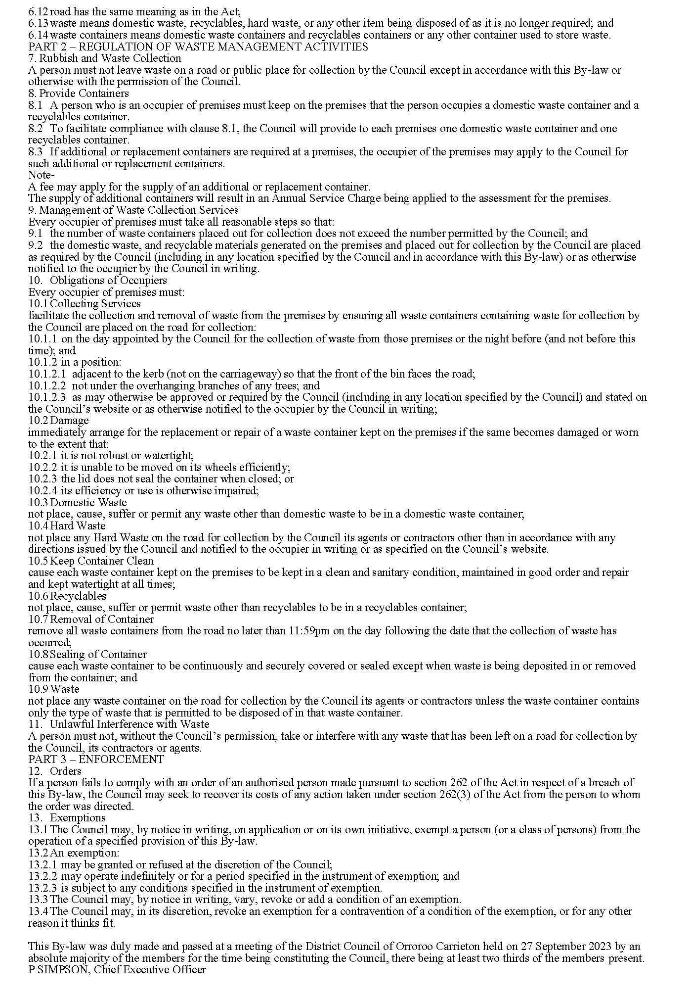 6.12 road has the same meaning as in the Act;
6.13 waste means domestic waste, recyclables, hard waste, or any other item being disposed of as it is no longer required; and
6.14 waste containers means domestic waste containers and recyclables containers or any other container used to store waste.
PART 2 – REGULATION OF WASTE MANAGEMENT ACTIVITIES
7. Rubbish and Waste Collection
A person must not leave waste on a road or public place for collection by the Council except in accordance with this By-law or
otherwise with the permission of the Council.
8. Provide Containers
8.1 A person who is an occupier of premises must keep on the premises that the person occupies a domestic waste container and a
recyclables container.
8.2 To facilitate compliance with clause 8.1, the Council will provide to each premises one domestic waste container and one
recyclables container.
8.3 If additional or replacement containers are required at a premises, the occupier of the premises may apply to the Council for
such additional or replacement containers.
Note-
A fee may apply for the supply of an additional or replacement container.
The supply of additional containers will result in an Annual Service Charge being applied to the assessment for the premises.
9. Management of Waste Collection Services
Every occupier of premises must take all reasonable steps so that:
9.1 the number of waste containers placed out for collection does not exceed the number permitted by the Council; and
9.2 the domestic waste, and recyclable materials generated on the premises and placed out for collection by the Council are placed
as required by the Council (including in any location specified by the Council and in accordance with this By-law) or as otherwise
notified to the occupier by the Council in writing.
10. Obligations of Occupiers
Every occupier of premises must:
10.1 Collecting Services
facilitate the collection and removal of waste from the premises by ensuring all waste containers containing waste for collection by
the Council are placed on the road for collection:
10.1.1 on the day appointed by the Council for the collection of waste from those premises or the night before (and not before this
time); and
10.1.2 in a position:
10.1.2.1 adjacent to the kerb (not on the carriageway) so that the front of the bin faces the road;
10.1.2.2 not under the overhanging branches of any trees; and
10.1.2.3 as may otherwise be approved or required by the Council (including in any location specified by the Council) and stated on
the Council’s website or as otherwise notified to the occupier by the Council in writing;
10.2 Damage
immediately arrange for the replacement or repair of a waste container kept on the premises if the same becomes damaged or worn
to the extent that:
10.2.1 it is not robust or watertight;
10.2.2 it is unable to be moved on its wheels efficiently;
10.2.3 the lid does not seal the container when closed; or
10.2.4 its efficiency or use is otherwise impaired;
10.3 Domestic Waste
not place, cause, suffer or permit any waste other than domestic waste to be in a domestic waste container;
10.4 Hard Waste
not place any Hard Waste on the road for collection by the Council its agents or contractors other than in accordance with any
directions issued by the Council and notified to the occupier in writing or as specified on the Council’s website.
10.5 Keep Container Clean
cause each waste container kept on the premises to be kept in a clean and sanitary condition, maintained in good order and repair
and kept watertight at all times;
10.6 Recyclables
not place, cause, suffer or permit waste other than recyclables to be in a recyclables container;
10.7 Removal of Container
remove all waste containers from the road no later than 11:59pm on the day following the date that the collection of waste has
occurred;
10.8 Sealing of Container
cause each waste container to be continuously and securely covered or sealed except when waste is being deposited in or removed
from the container; and
10.9 Waste
not place any waste container on the road for collection by the Council its agents or contractors unless the waste container contains
only the type of waste that is permitted to be disposed of in that waste container.
11. Unlawful Interference with Waste
A person must not, without the Council’s permission, take or interfere with any waste that has been left on a road for collection by
the Council, its contractors or agents.
PART 3 – ENFORCEMENT
12. Orders
If a person fails to comply with an order of an authorised person made pursuant to section 262 of the Act in respect of a breach of
this By-law, the Council may seek to recover its costs of any action taken under section 262(3) of the Act from the person to whom
the order was directed.
13. Exemptions
13.1 The Council may, by notice in writing, on application or on its own initiative, exempt a person (or a class of persons) from the
operation of a specified provision of this By-law.
13.2 An exemption:
13.2.1 may be granted or refused at the discretion of the Council;
13.2.2 may operate indefinitely or for a period specified in the instrument of exemption; and
13.2.3 is subject to any conditions specified in the instrument of exemption.
13.3 The Council may, by notice in writing, vary, revoke or add a condition of an exemption.
13.4 The Council may, in its discretion, revoke an exemption for a contravention of a condition of the exemption, or for any other
reason it thinks fit.
This By-law was duly made and passed at a meeting of the District Council of Orroroo Carrieton held on 27 September 2023 by an
absolute majority of the members for the time being constituting the Council, there being at least two thirds of the members present.
P SIMPSON, Chief Executive Officer